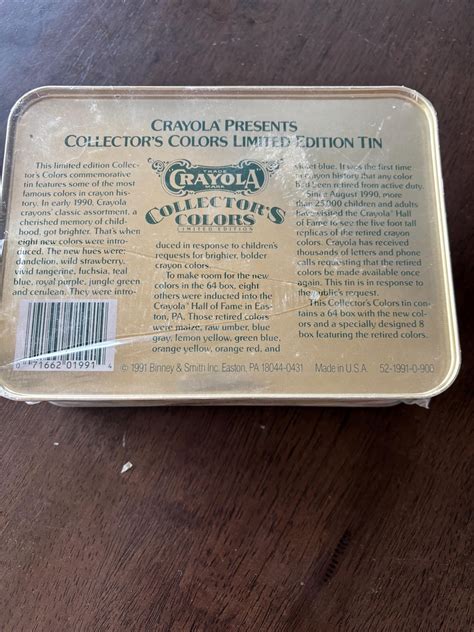 CRAYOLA® PRESENTS
COLLECTOR'S COLORS LIMITED EDITION TIN
This limited edition Collec-
tor's Colors commemorative
tin features some of the most
famous colors in crayon his-
tory. In early 1990, Crayola
crayons' classic assortment, a
cherished memory of child-
hood, got brighter. That's when
eight new colors were intro-
duced. The new hues were:
dandelion, wild strawberry,
vivid tangerine, fuchsia, teal
blue, royal purple, jungle green
and cerulean. They were intro-
0 71662 01991 4
TRADE
CRAYOLA
MARK
COLLECTOR'S
COLORS
LIMITED EDITION
duced in response to children's
requests for brighter, bolder
crayon colors.
To make room for the new
colors in the 64 box, eight
others were inducted into the
Crayola® Hall of Fame in Eas-
ton, PA. Those retired colors
were maize, raw umber, blue
gray, lemon yellow, green blue,
orange yellow, orange red, and
violet blue. It was the first time
in crayon history that any color
had been retired from active duty.
Since August 1990, more
than 25,000 children and adults
have visited the Crayola® Hall
of Fame to see the five foot tall
replicas of the retired crayon
colors. Crayola has received
thousands of letters and phone
calls requesting that the retired
colors be made available once
again. This tin is in response to
the public's request.
This Collector's Colors tin con-
tains a 64 box with the new col-
ors and a specially designed 8
box featuring the retired colors.
© 1991 Binney & Smith Inc. Easton, PA 18044-0431 Made in U.S.A. 52-1991-0-900